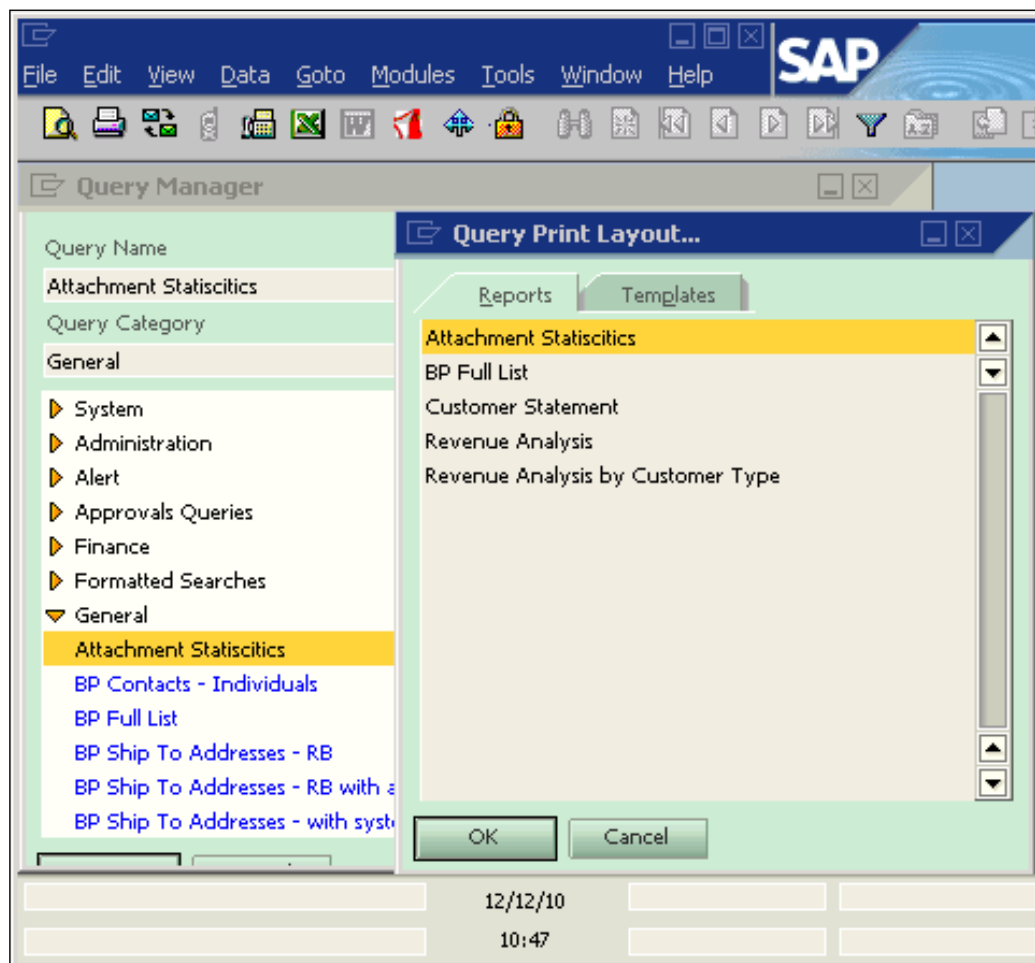 SAP
File Edit View Data Goto Modules Tools Window Help
Query Manager
Query Name
Attachment Statiscitics
Query Category
General
System
Administration
Alert
Approvals Queries
Finance
Formatted Searches
General
Attachment Statiscitics
BP Contacts - Individuals
BP Full List
BP Ship To Addresses - RB
BP Ship To Addresses - RB with a
BP Ship To Addresses - with syst
Query Print Layout...
Reports Templates
Attachment Statiscitics
BP Full List
Customer Statement
Revenue Analysis
Revenue Analysis by Customer Type
OK Cancel
12/12/10
10:47